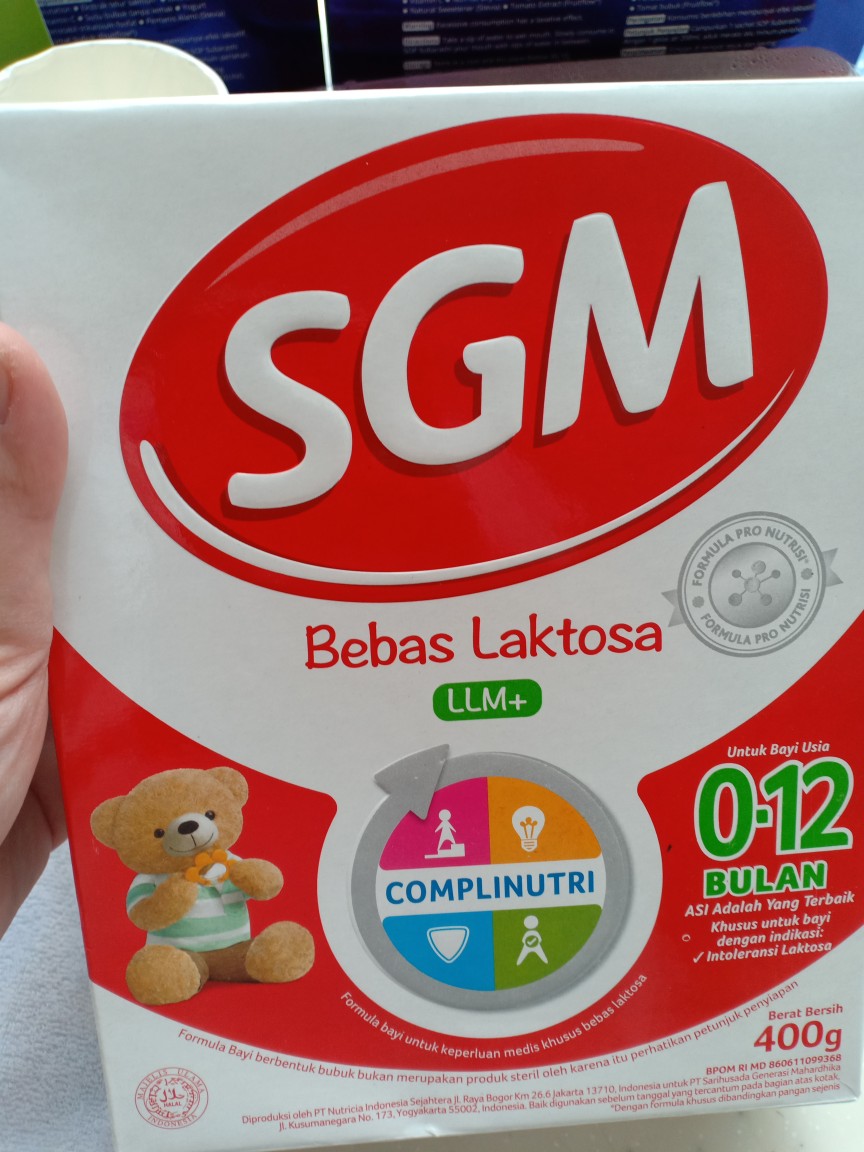 SGM
FORMULA PRO NUTRISI
FORMULA PRO NUTRISI
Bebas Laktosa
LLM+
COMPLINUTRI
Untuk Bayi Usia
0-12
BULAN
ASI Adalah Yang Terbaik
Khusus untuk bayi
dengan indikasi:
✓ Intoleransi Laktosa
Formula bayi untuk keperluan medis khusus bebas laktosa
Formula Bayi berbentuk bubuk bukan merupakan produk steril oleh karena itu perhatikan petunjuk penyiapan
Berat Bersih
400g
BPOM RI MD 860611099368
Diproduksi oleh PT Nutricia Indonesia Sejahtera Jl. Raya Bogor Km 26.6 Jakarta 13710, Indonesia untuk PT Sarihusada Generasi Mahardhika
Jl. Kusumanegara No. 173, Yogyakarta 55002, Indonesia. Baik digunakan sebelum tanggal yang tercantum pada bagian atas kotak.
*Dengan formula khusus dibandingkan pangan sejenis
MAJELIS ULAMA
HALAL
INDONESIA